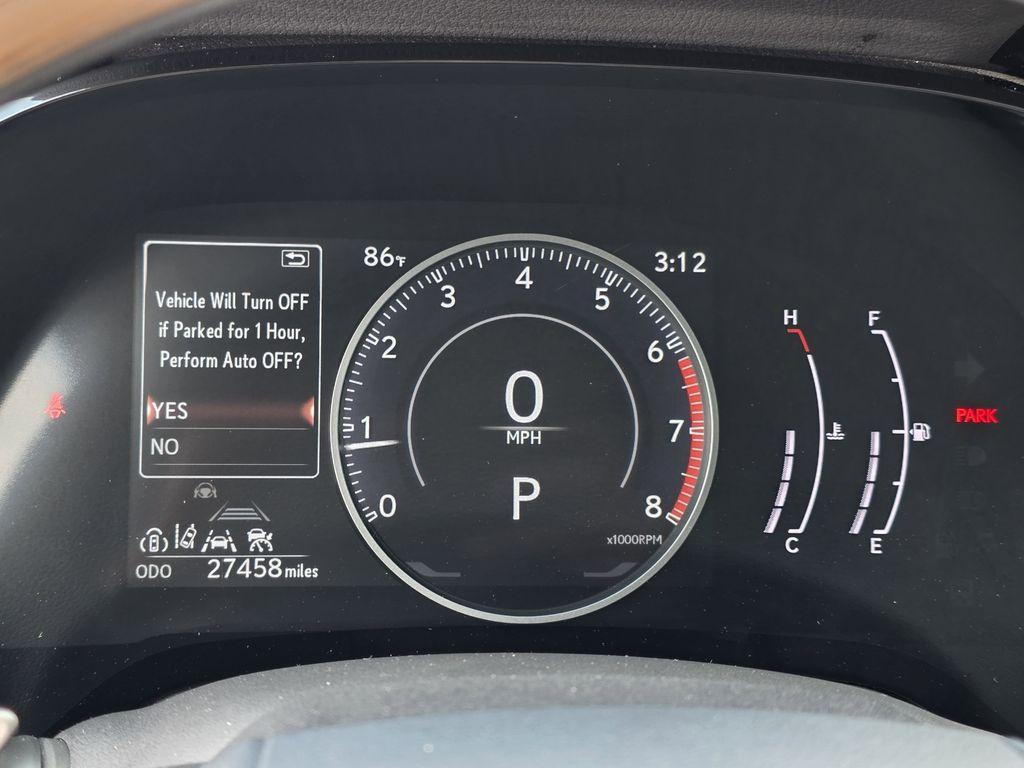 86°F
3:12
Vehicle Will Turn OFF
if Parked for 1 Hour,
Perform Auto OFF?
YES
NO
0
1
2
3
4
5
6
7
8
0
MPH
P
x1000RPM
H
C
F
E
PARK
ODO 27458 miles